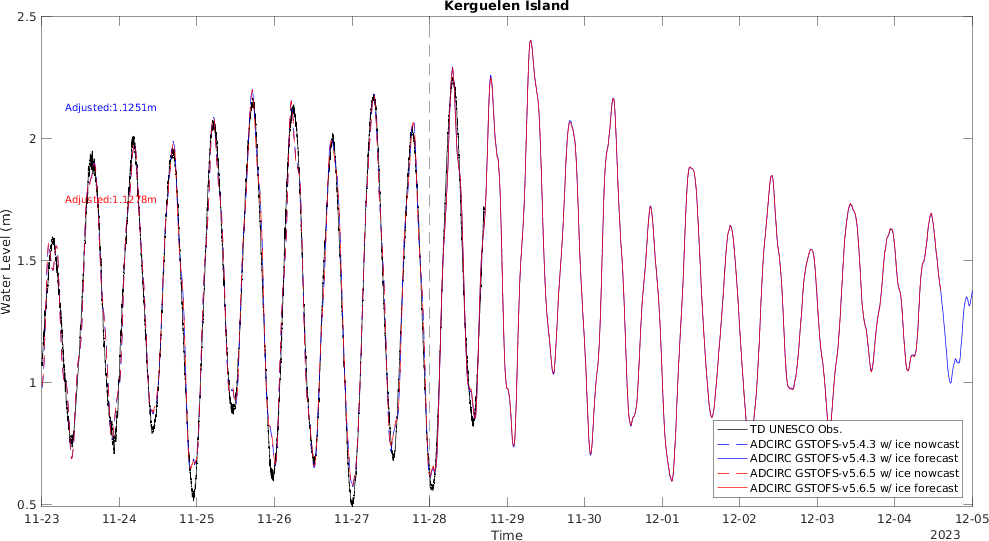 Kerguelen Island
2.5
2
1.5
1
0.5
Water Level (m)
Adjusted:1.1251m
Adjusted:1.1278m
TD UNESCO Obs.
ADCIRC GSTOFS-v5.4.3 w/ ice nowcast
ADCIRC GSTOFS-v5.4.3 w/ ice forecast
ADCIRC GSTOFS-v5.6.5 w/ ice nowcast
ADCIRC GSTOFS-v5.6.5 w/ ice forecast
11-23 11-24 11-25 11-26 11-27 11-28 11-29 11-30 12-01 12-02 12-03 12-04 12-05
Time
2023